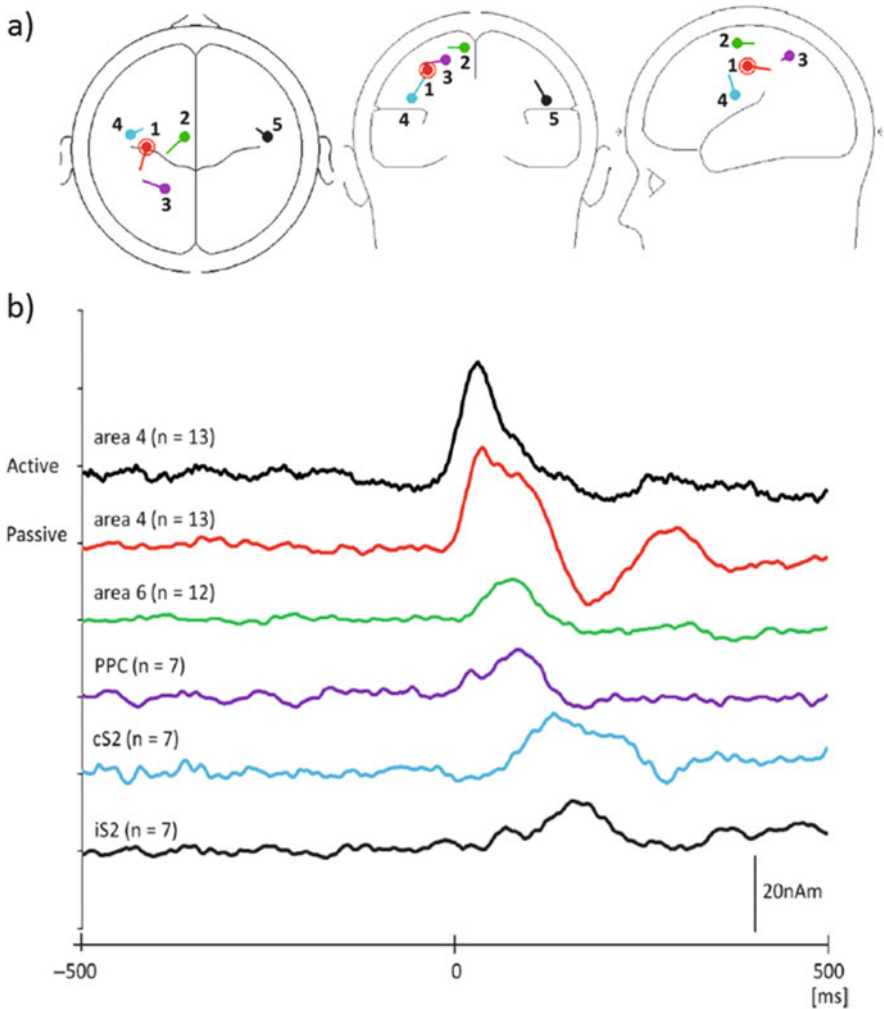 a)
4 1 2 5
3
2
3
1
4
5
2
1
3
4
b)
area 4 (n = 13)
Active
area 4 (n = 13)
Passive
area 6 (n = 12)
PPC (n = 7)
cS2 (n = 7)
iS2 (n = 7)
20nAm
−500 0 500
[ms]